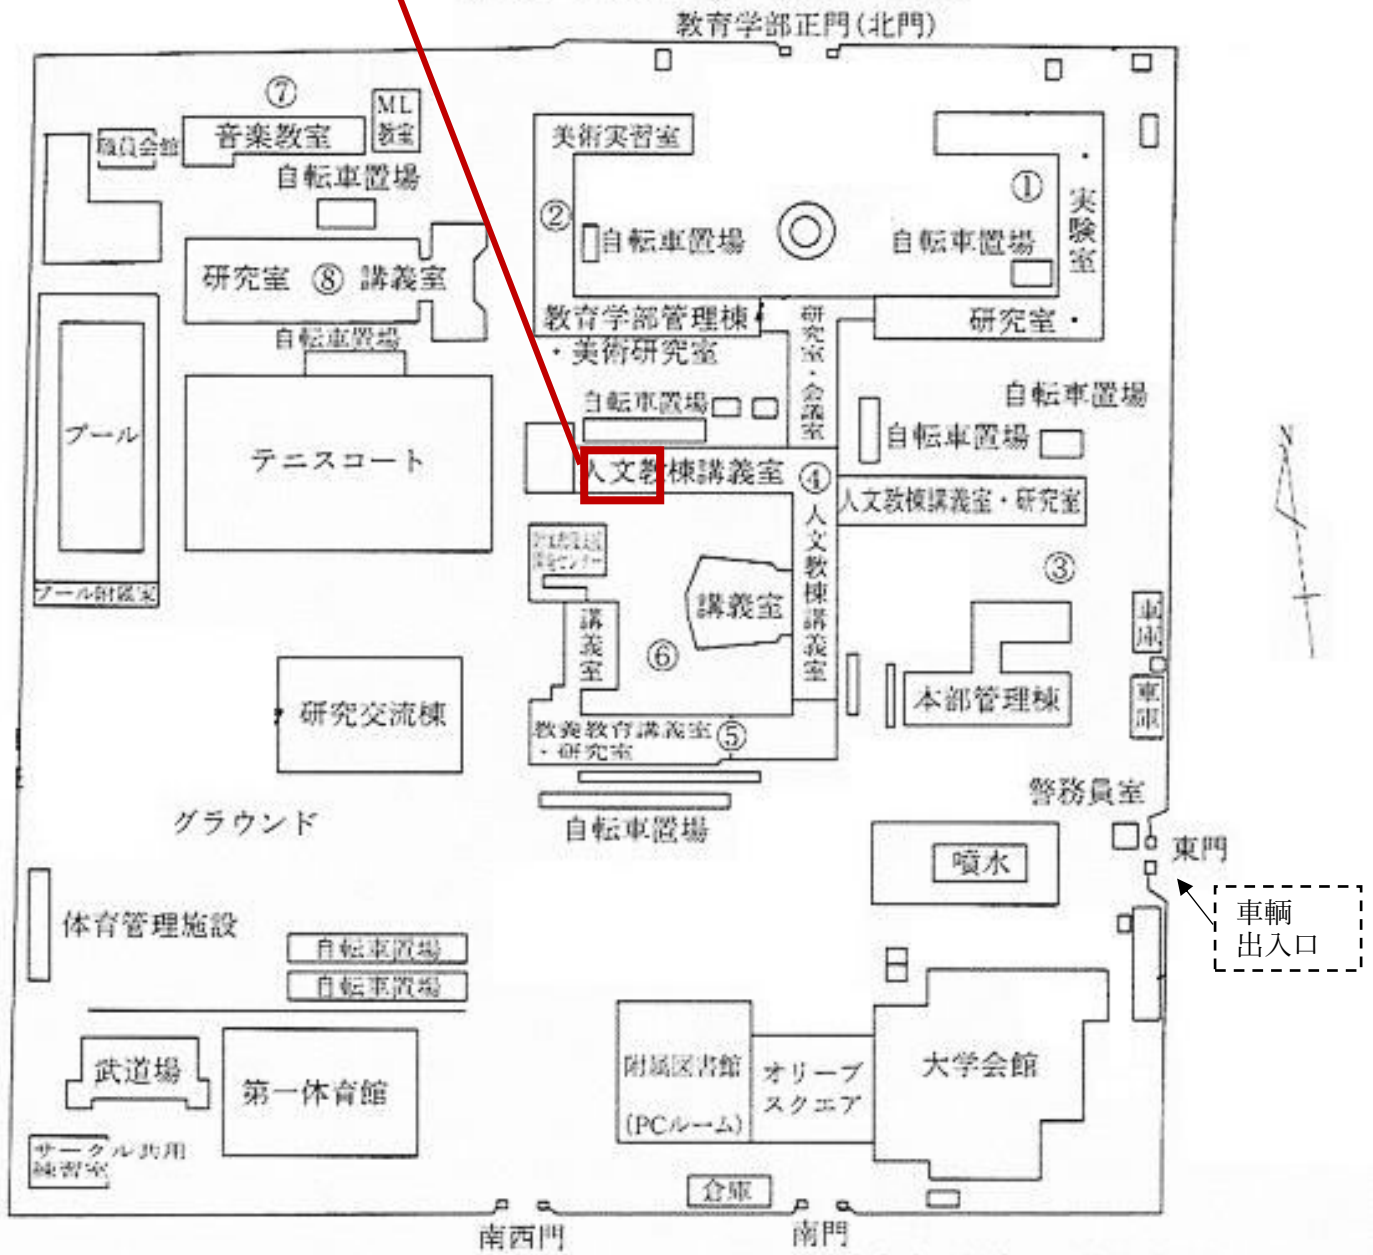 教育学部正門(北門)
⑦
ML
教室
音楽教室
職員会館
自転車置場
美術実習室
①
②
実験室
自転車置場
自転車置場
研究室 ⑧ 講義室
教育学部管理棟
・美術研究室
研究室・会議室
研究室・
自転車置場
自転車置場
自転車置場
自転車置場
プール
テニスコート
人文教棟講義室
④
人文教棟講義室・研究室
人文教棟講義室
③
講義室
講義室
⑥
プール附属室
車庫
車庫
研究交流棟
本部管理棟
教養教育講義室
・研究室
⑤
警務員室
グラウンド
自転車置場
噴水
東門
車輌
出入口
体育管理施設
自転車置場
自転車置場
武道場
第一体育館
附属図書館
(PCルーム)
オリーブ
スクエア
大学会館
サークル共用
練習室
倉庫
南西門
南門
N